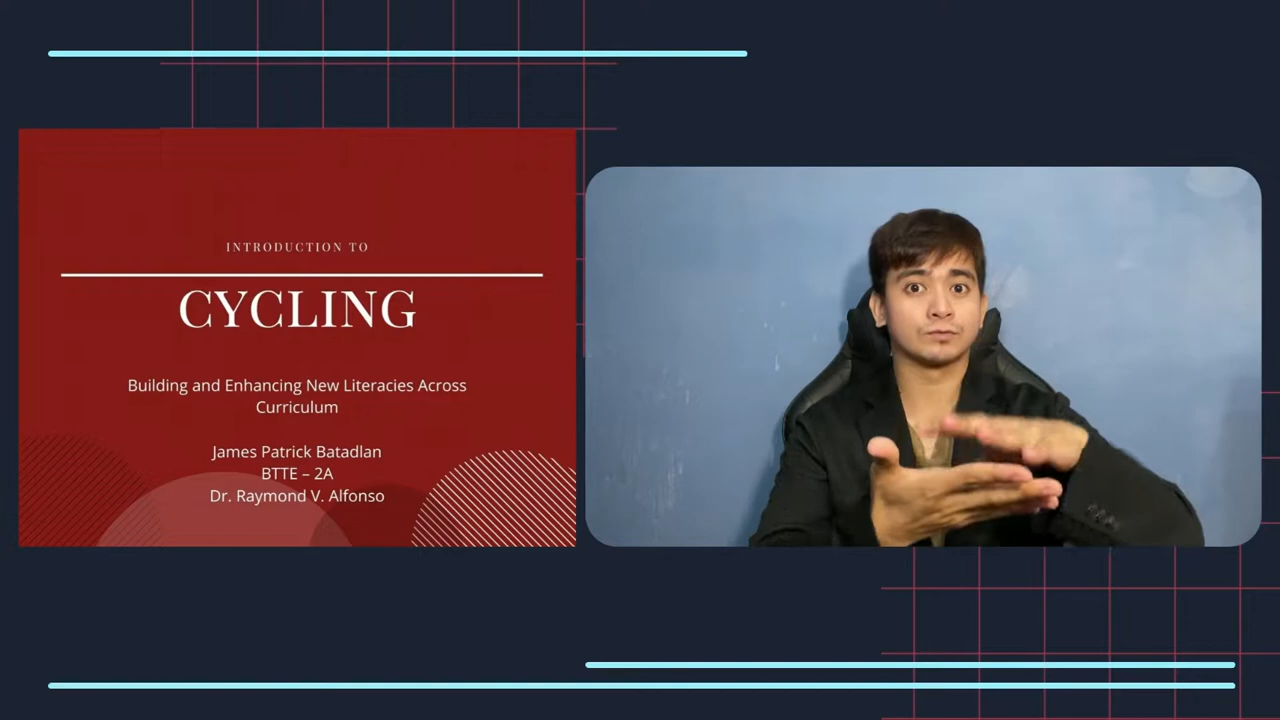 INTRODUCTION TO
CYCLING
Building and Enhancing New Literacies Across
Curriculum
James Patrick Batadlan
BTTE – 2A
Dr. Raymond V. Alfonso